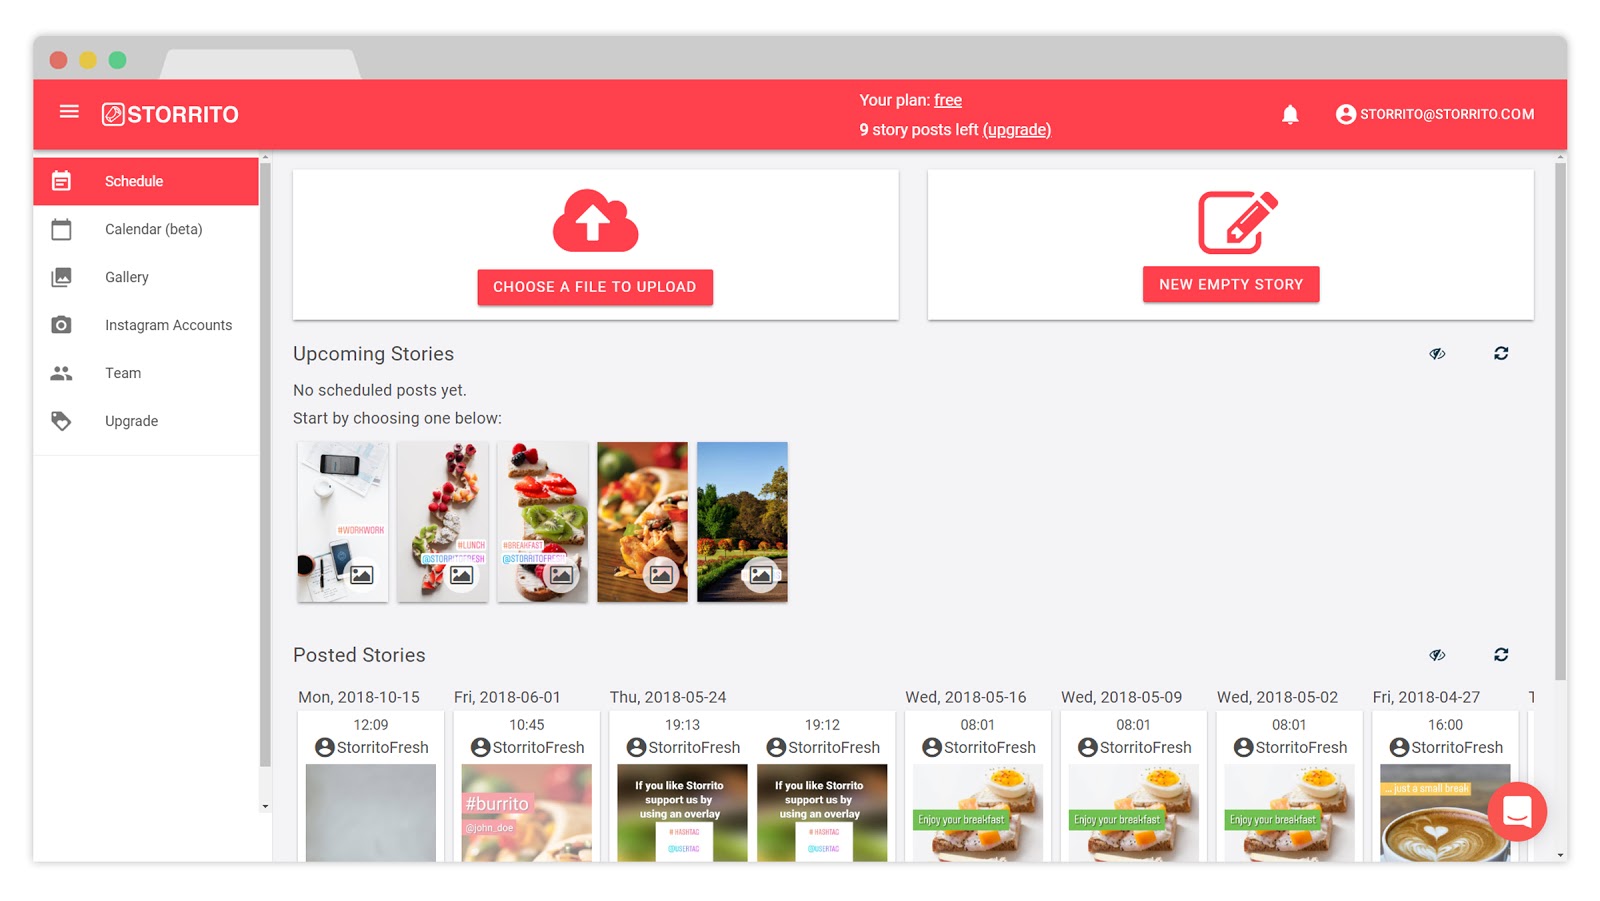 STORRITO
Your plan: free
9 story posts left (upgrade)
STORRITO@STORRITO.COM
Schedule
Calendar (beta)
Gallery
Instagram Accounts
Team
Upgrade
CHOOSE A FILE TO UPLOAD
NEW EMPTY STORY
Upcoming Stories
No scheduled posts yet.
Start by choosing one below:
#WORKWORK
#LUNCH
@STORRITOFRESH
#BREAKFAST
@STORRITOFRESH
Posted Stories
Mon, 2018-10-15
Fri, 2018-06-01
Thu, 2018-05-24
Wed, 2018-05-16
Wed, 2018-05-09
Wed, 2018-05-02
Fri, 2018-04-27
12:09
StorritoFresh
10:45
StorritoFresh
#burrito
@john_doe
19:13
StorritoFresh
If you like Storrito
support us by
using an overlay
# HASHTAG
@USERTAG
19:12
StorritoFresh
If you like Storrito
support us by
using an overlay
# HASHTAG
@USERTAG
08:01
StorritoFresh
Enjoy your breakfast
08:01
StorritoFresh
Enjoy your breakfast
08:01
StorritoFresh
Enjoy your breakfast
16:00
StorritoFresh
... just a small break